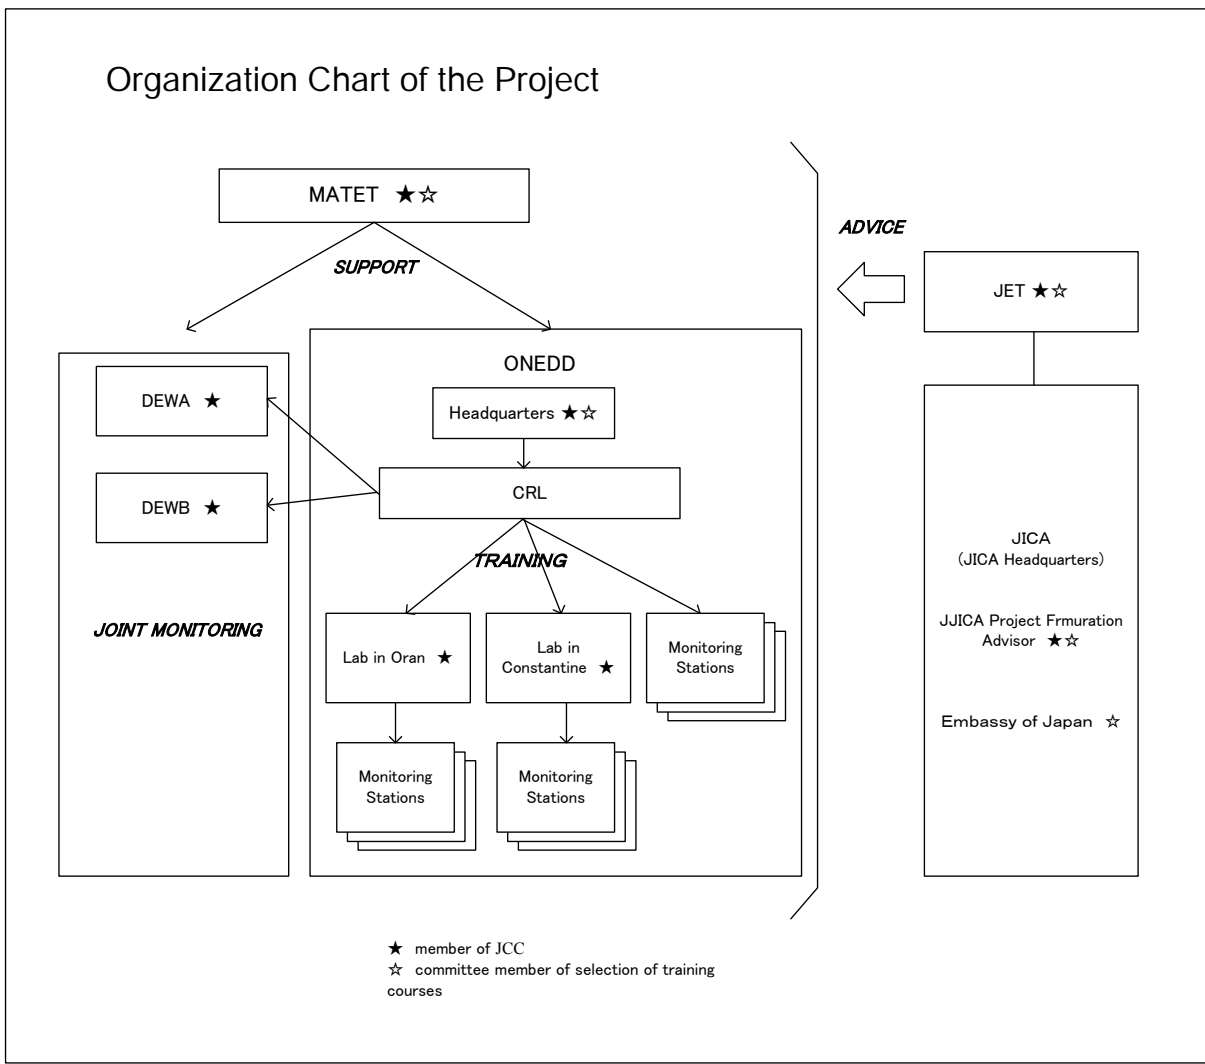 Organization Chart of the Project
MATET ★☆
SUPPORT
ADVICE
JET ★☆
DEWA ★
DEWB ★
JOINT MONITORING
ONEDD
Headquarters ★☆
CRL
TRAINING
Lab in Oran ★
Lab in
Constantine ★
Monitoring
Stations
Monitoring
Stations
Monitoring
Stations
JICA
(JICA Headquarters)
JJICA Project Frmuration
Advisor ★☆
Embassy of Japan ☆
★ member of JCC
☆ committee member of selection of training
courses